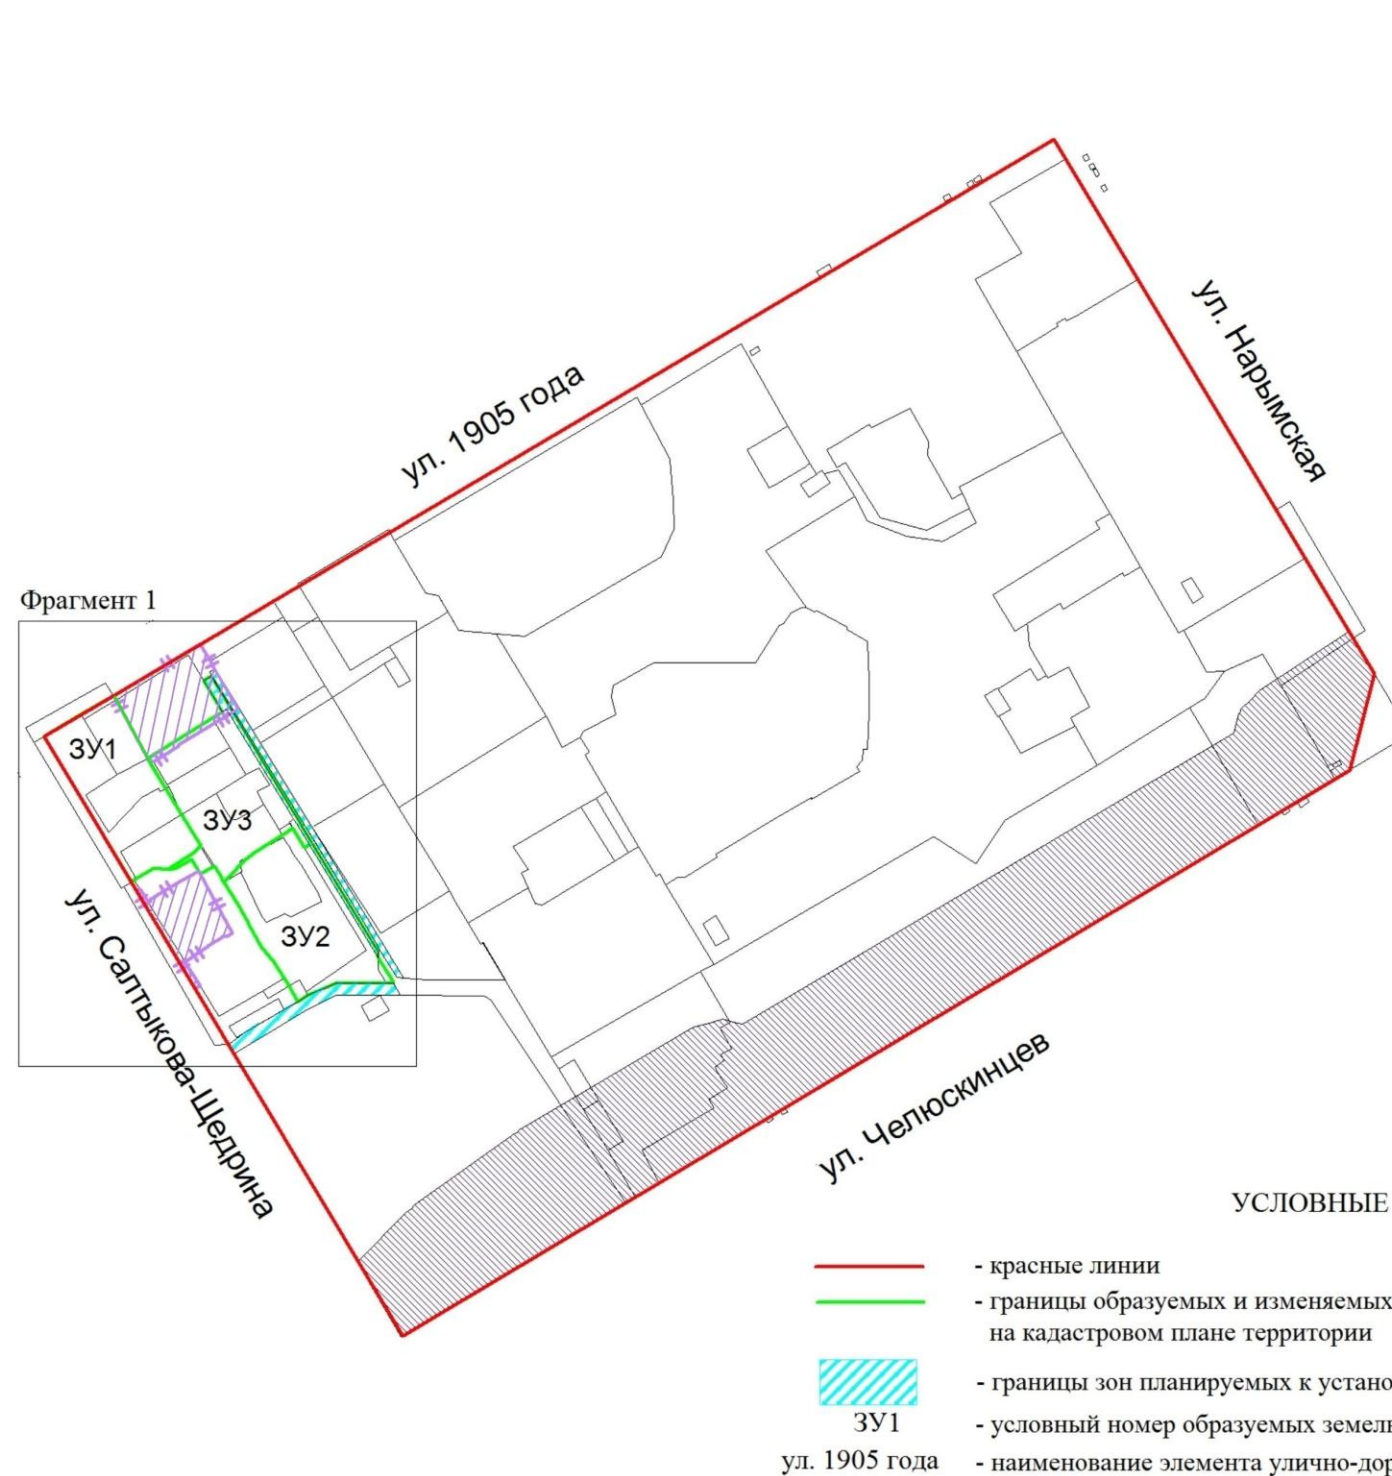 ул. 1905 года
ул. Нарымская
Фрагмент 1
ЗУ1
ЗУ3
ЗУ2
ул. Салтыкова-Щедрина
ул. Челюскинцев
УСЛОВНЫЕ
- красные линии
- границы образуемых и изменяемых
на кадастровом плане территории
- границы зон планируемых к устано
ЗУ1 - условный номер образуемых земель
ул. 1905 года - наименование элемента улично-дор